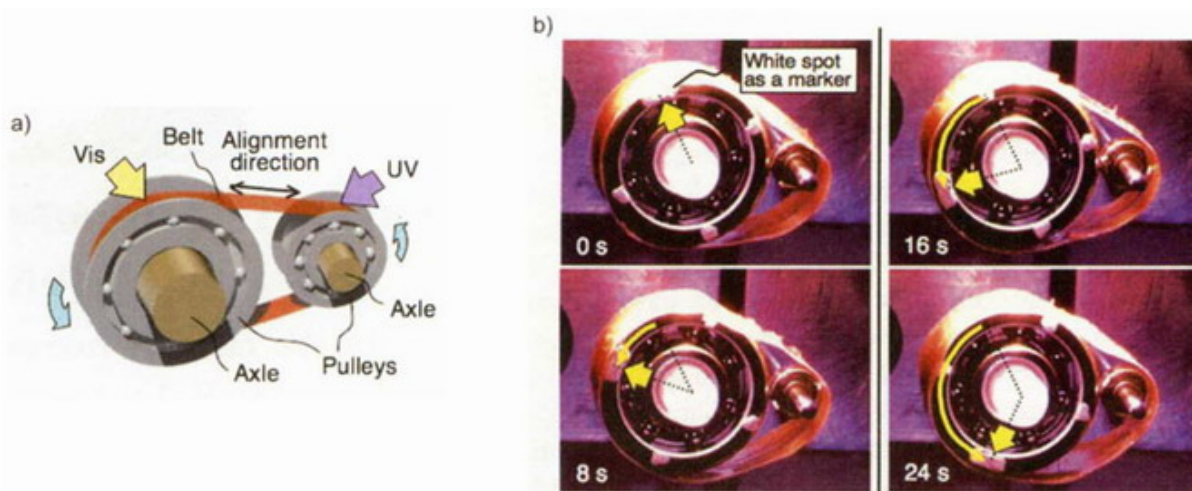 a)
Vis
Belt
Alignment
direction
UV
Axle
Axle
Pulleys
b)
White spot
as a marker
0 s
16 s
8 s
24 s